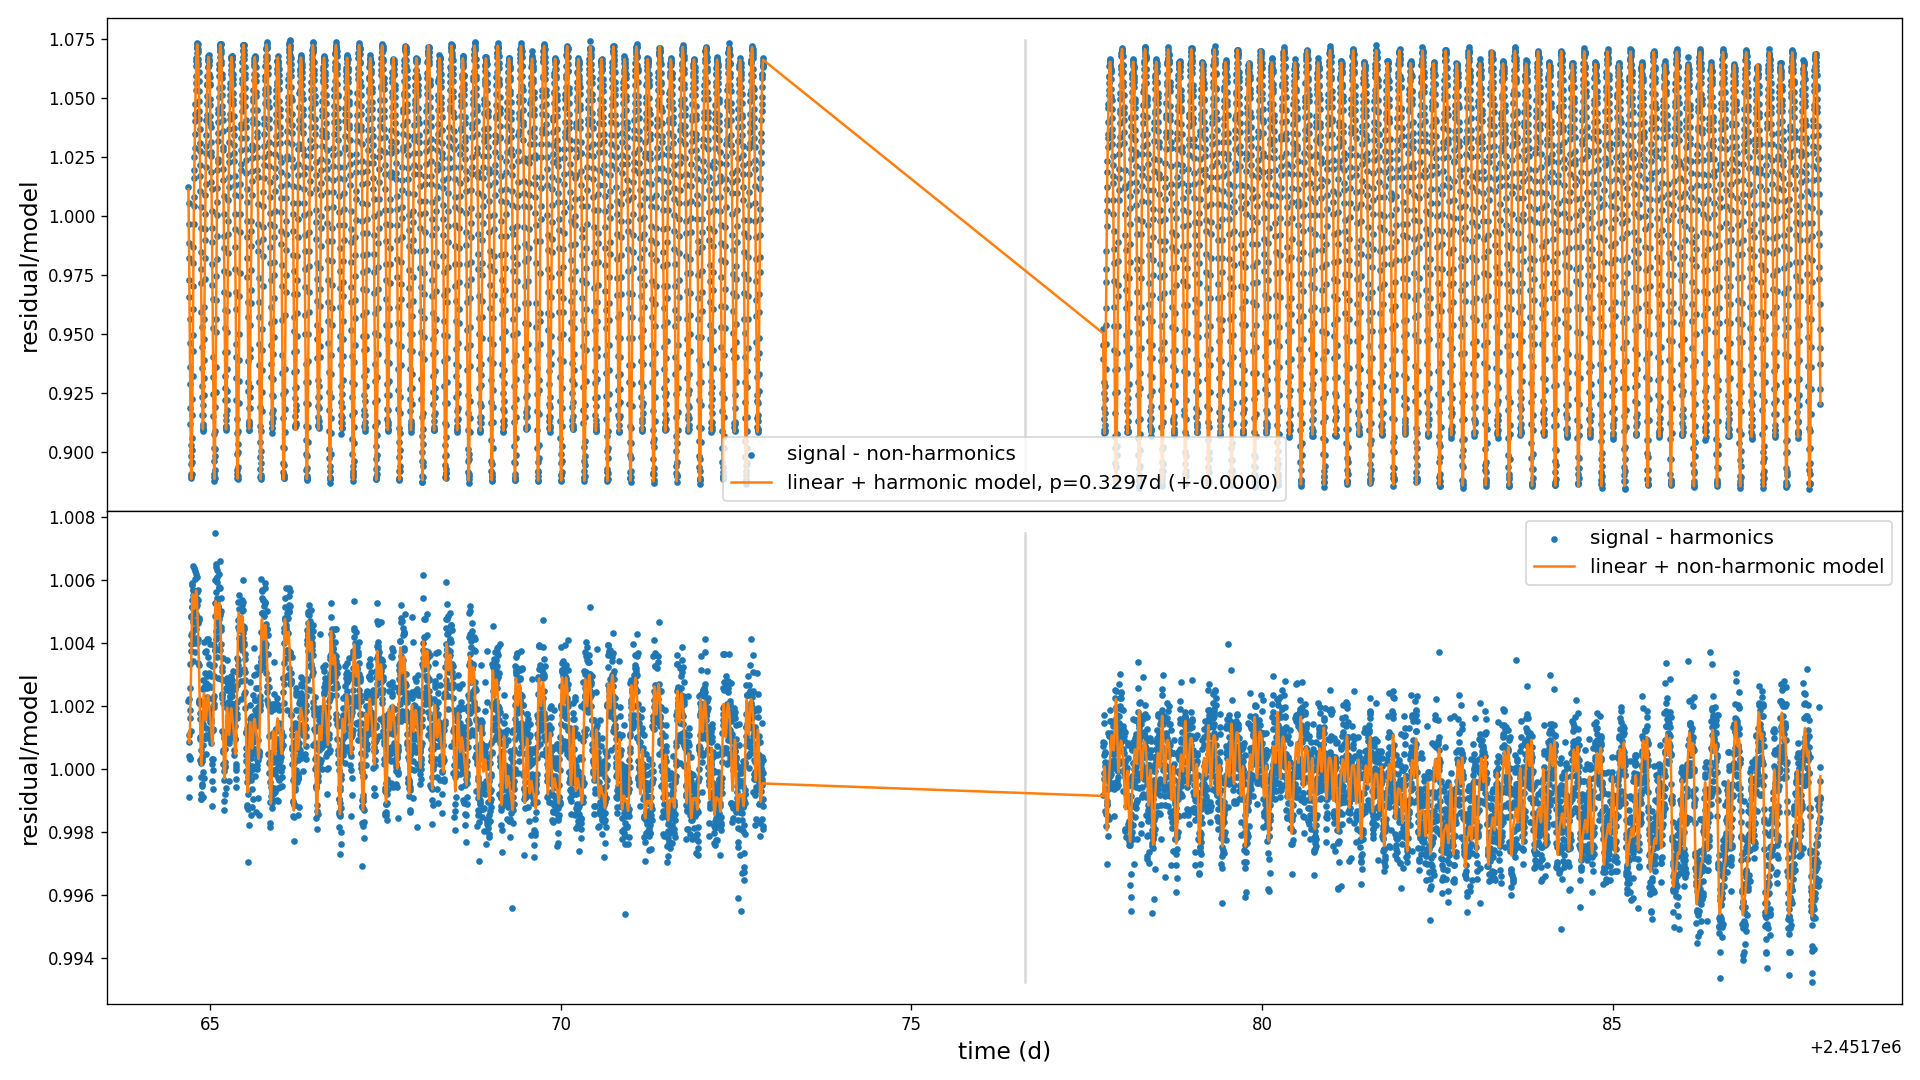 1.075
1.050
1.025
1.000
0.975
0.950
0.925
0.900
residual/model
signal - non-harmonics
linear + harmonic model, p=0.3297d (+-0.0000)
1.008
1.006
1.004
1.002
1.000
0.998
0.996
0.994
residual/model
signal - harmonics
linear + non-harmonic model
65
70
75
80
85
time (d)
+2.4517e6